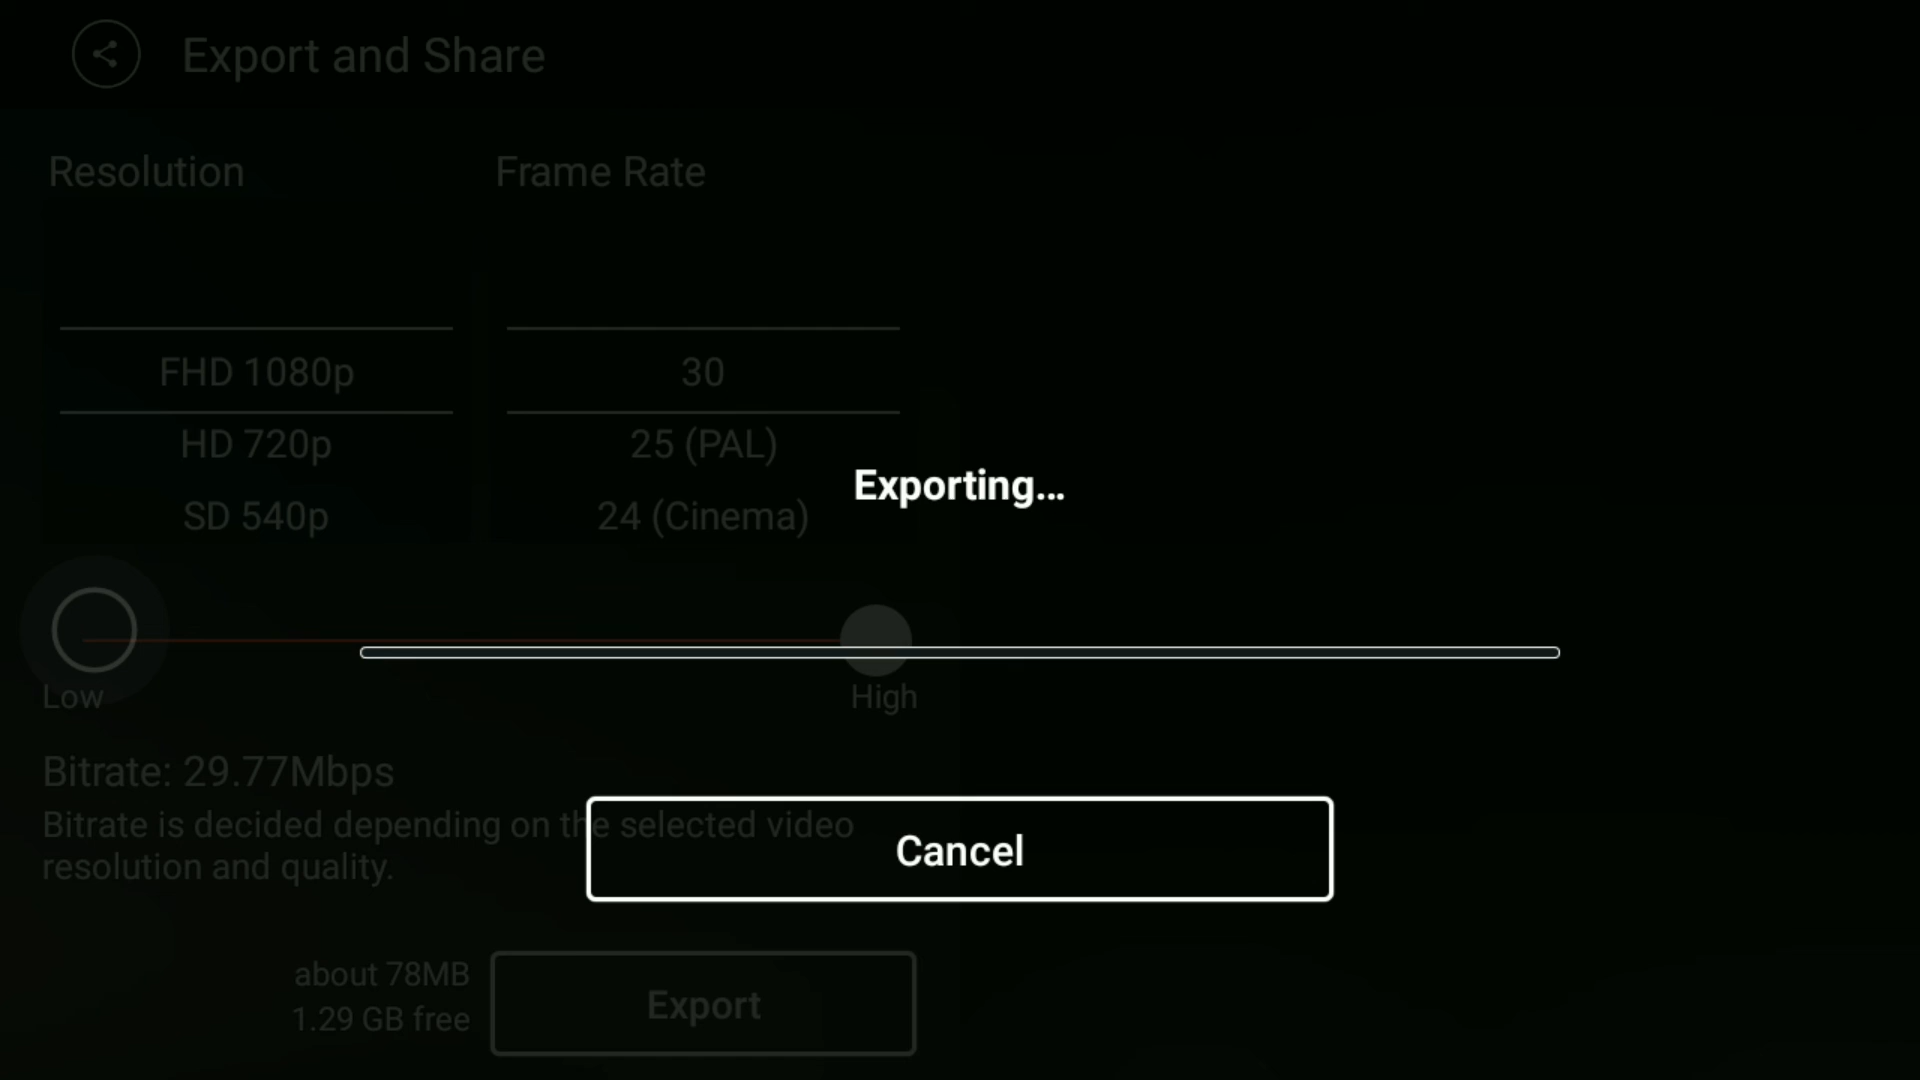 Export and Share
Resolution
Frame Rate
FHD 1080p
30
HD 720p
25 (PAL)
SD 540p
24 (Cinema)
Exporting...
Low
High
Bitrate: 29.77Mbps
Bitrate is decided depending on the selected video
resolution and quality.
Cancel
about 78MB
1.29 GB free
Export